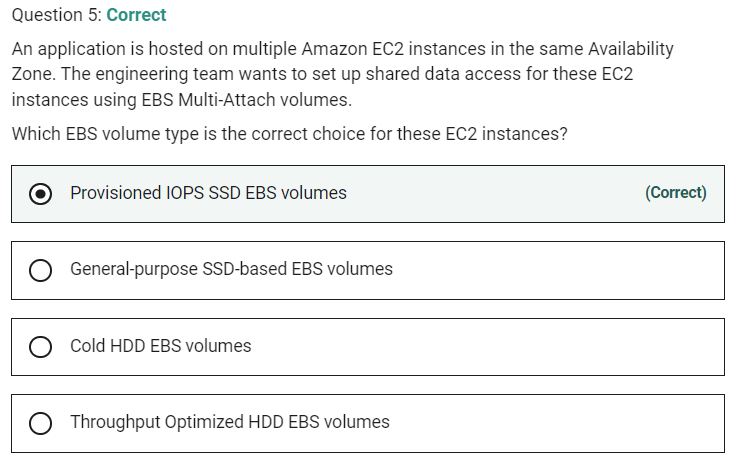 Question 5: Correct
An application is hosted on multiple Amazon EC2 instances in the same Availability
Zone. The engineering team wants to set up shared data access for these EC2
instances using EBS Multi-Attach volumes.
Which EBS volume type is the correct choice for these EC2 instances?
Provisioned IOPS SSD EBS volumes (Correct)
General-purpose SSD-based EBS volumes
Cold HDD EBS volumes
Throughput Optimized HDD EBS volumes